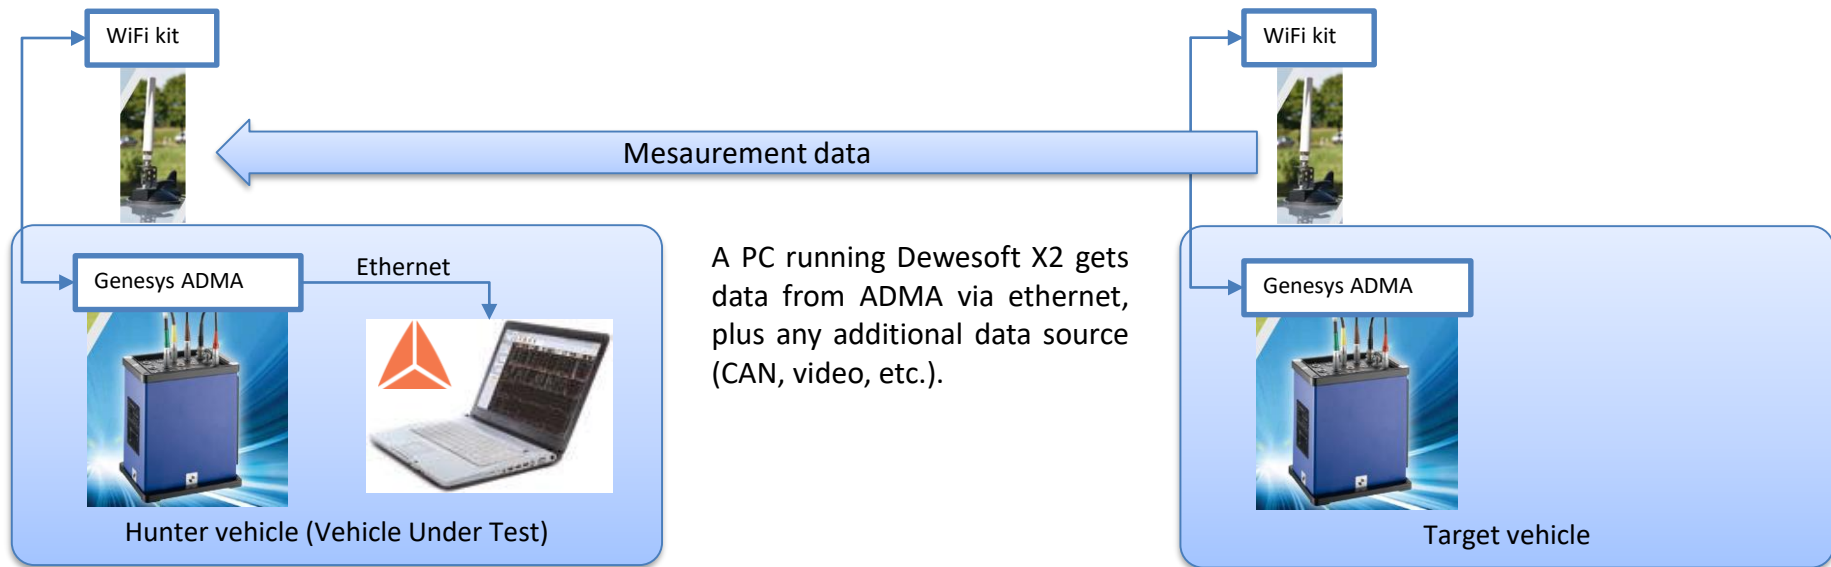 WiFi kit
WiFi kit
Mesaurement data
Genesys ADMA
Ethernet
A PC running Dewesoft X2 gets
data from ADMA via ethernet,
plus any additional data source
(CAN, video, etc.).
Genesys ADMA
Hunter vehicle (Vehicle Under Test)
Target vehicle